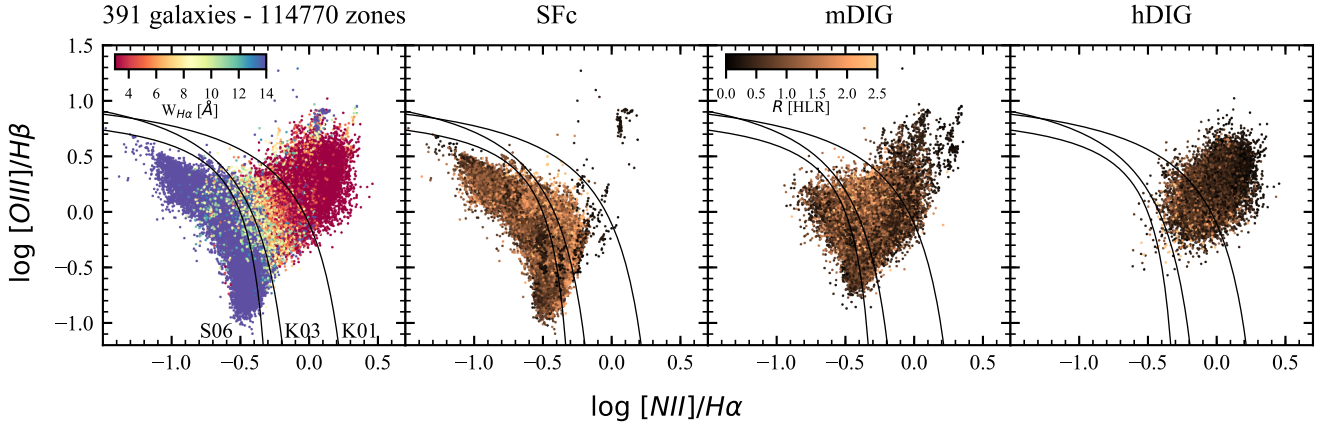 391 galaxies - 114770 zones SFc mDIG hDIG
1.5
1.0
0.5
0.0
−0.5
−1.0
log [OIII]/Hβ
4 6 8 10 12 14
W_Hα [Å]
S06 K03 K01
0.0 0.5 1.0 1.5 2.0 2.5
R [HLR]
−1.0 −0.5 0.0 0.5 −1.0 −0.5 0.0 0.5 −1.0 −0.5 0.0 0.5 −1.0 −0.5 0.0 0.5
log [NII]/Hα